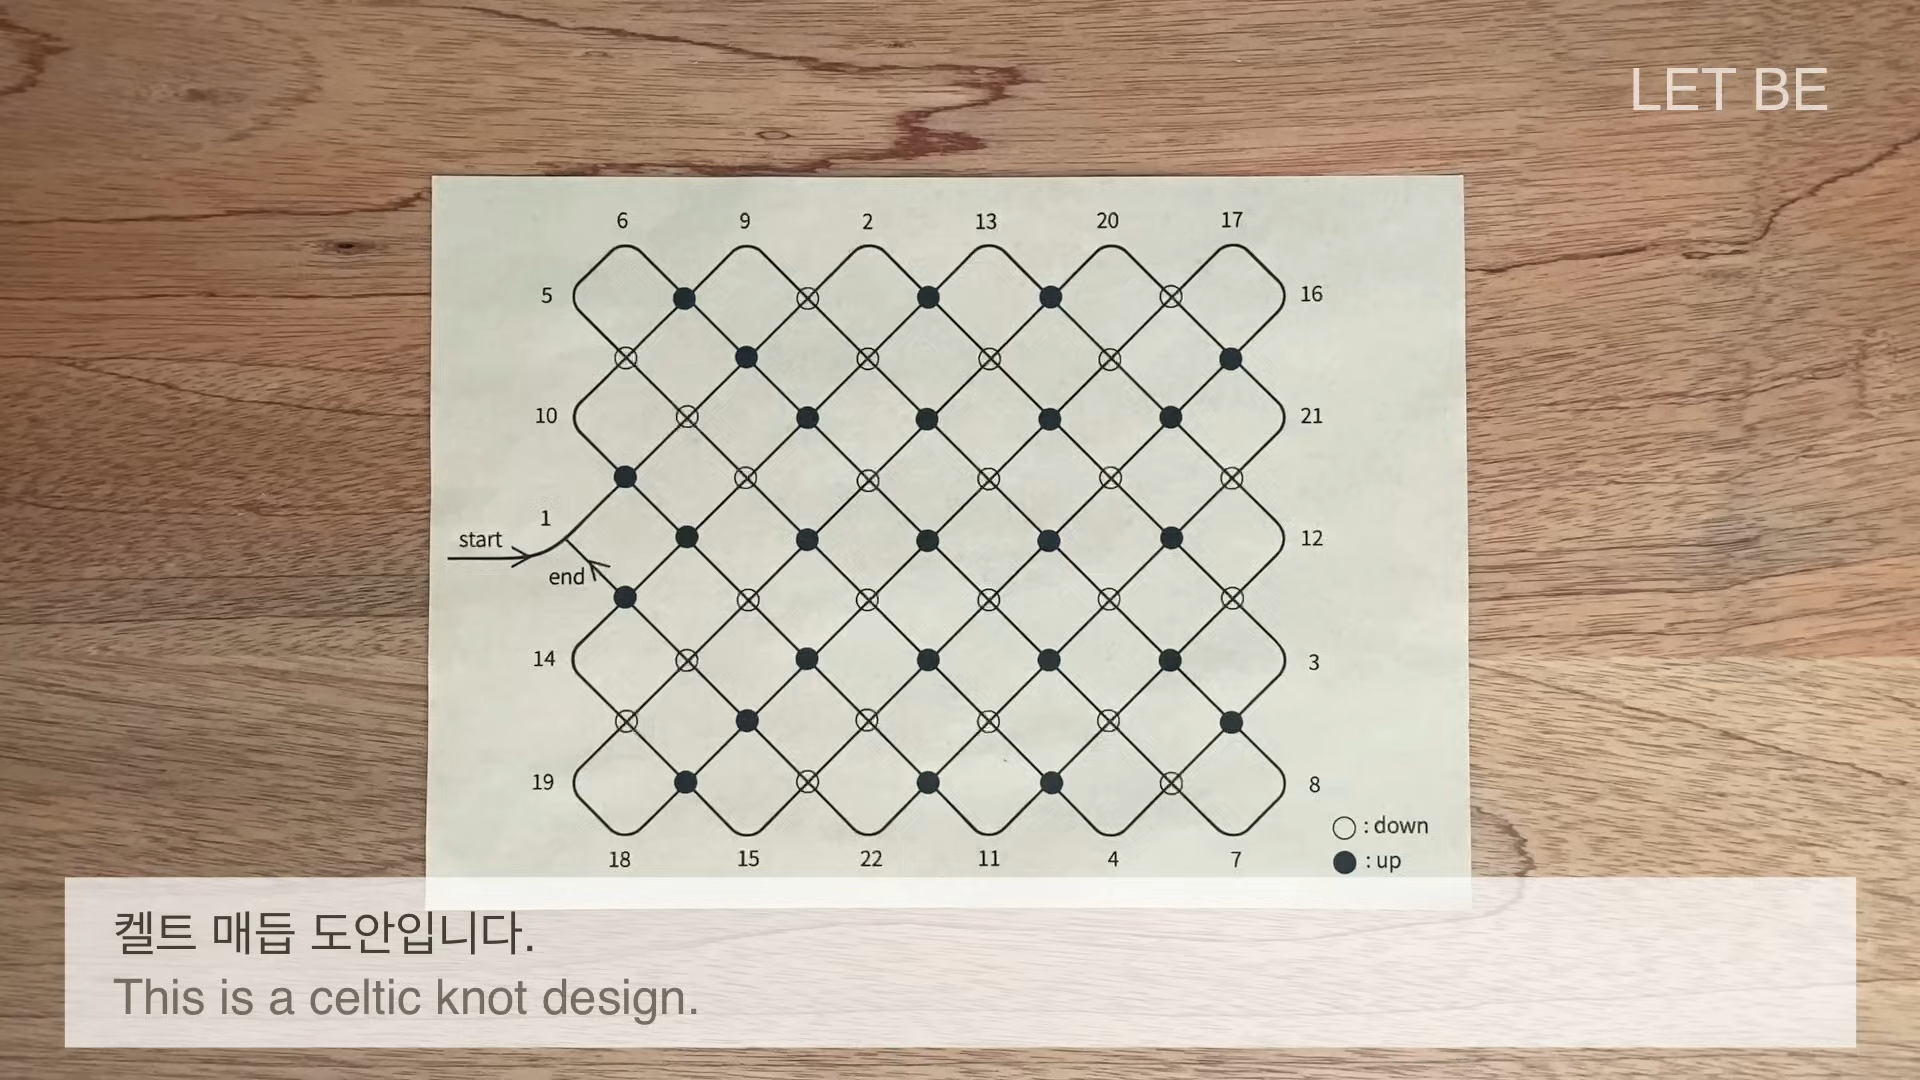 LET BE
6 9 2 13 20 17
5 16
10 21
1
start 12
end
14 3
19 8
: down
: up
18 15 22 11 4 7
켈트 매듭 도안입니다.
This is a celtic knot design.